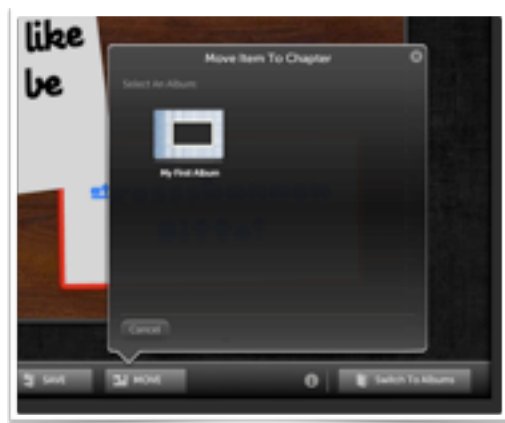 like
be
Move Item To Chapter
Select An Album:
My First Album
Cancel
SAVE
MOVE
Switch To Albums